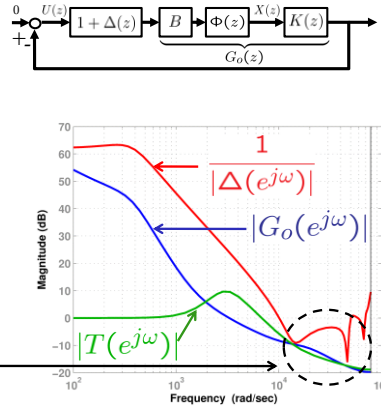 0 U(z) X(z)
1 + Δ(z) B Φ(z) K(z)
+ -
G_o(z)
70
60
50
40
30
20
10
0
−10
−20
Magnitude (dB)
1
|Δ(e^{jω})|
|G_o(e^{jω})|
|T(e^{jω})|
10^2 10^3 10^4
Frequency (rad/sec)